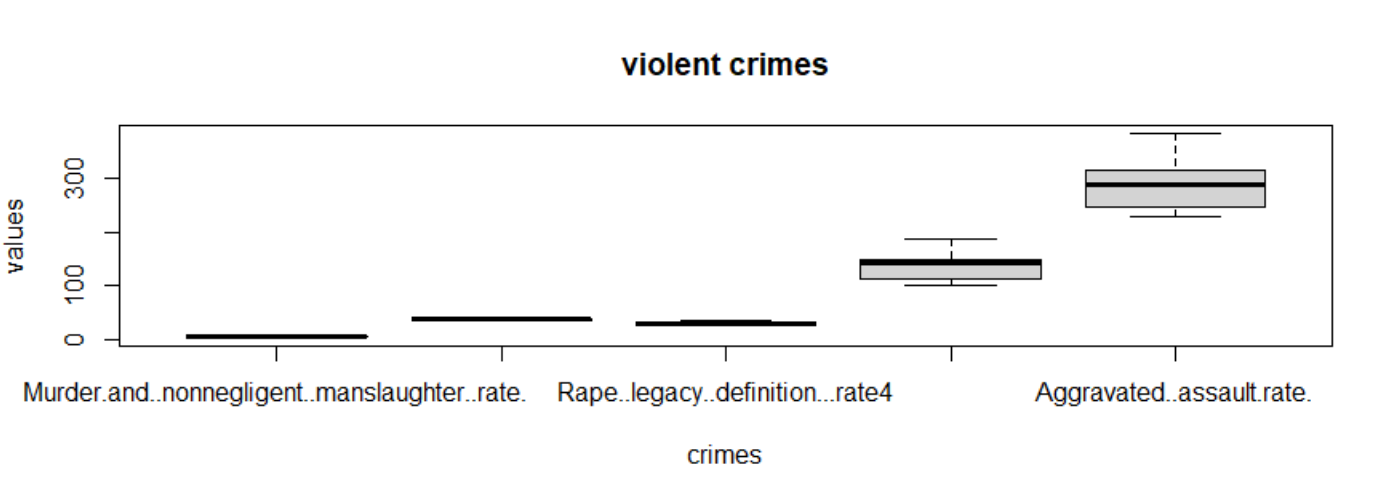 violent crimes
values
300
100
0
Murder.and..nonnegligent..manslaughter..rate. Rape..legacy..definition...rate4 Aggravated..assault.rate.
crimes